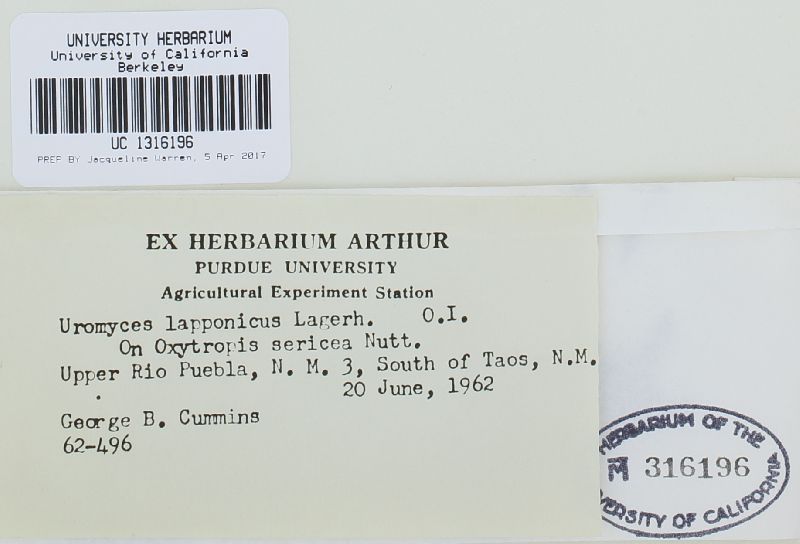 UNIVERSITY HERBARIUM
University of California
Berkeley
UC 1316196
PREP BY Jacqueline Warren, 5 Apr 2017
EX HERBARIUM ARTHUR
PURDUE UNIVERSITY
Agricultural Experiment Station
Uromyces lapponicus Lagerh. O.I.
On Oxytropis sericea Nutt.
Upper Rio Puebla, N. M. 3, South of Taos, N.M.
20 June, 1962
George B. Cummins
62-496
HERBARIUM OF THE
M 316196
VERSITY OF CALIFORNIA